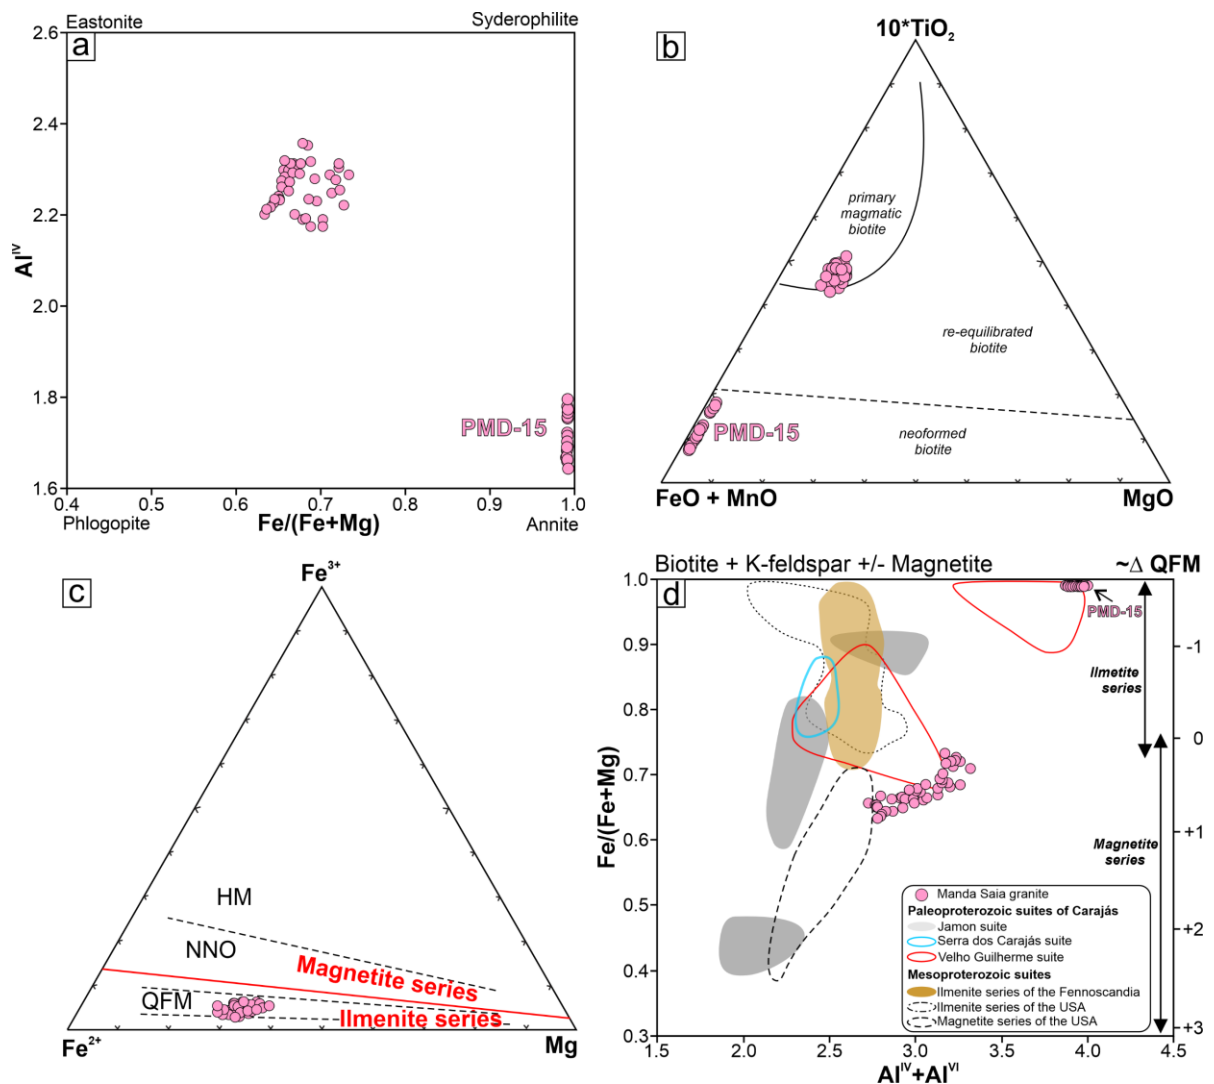 Eastonite
Syderophilite
a
2.6
2.4
2.2
2.0
1.8
1.6
Al^IV
PMD-15
0.4
0.5
0.6
0.7
0.8
0.9
1.0
Phlogopite
Fe/(Fe+Mg)
Annite
b
10*TiO₂
primary
magmatic
biotite
re-equilibrated
biotite
PMD-15
neoformed
biotite
FeO + MnO
MgO
c
Fe³⁺
HM
NNO
Magnetite series
QFM
Ilmenite series
Fe²⁺
Mg
Biotite + K-feldspar +/- Magnetite
~Δ QFM
d
1.0
0.9
0.8
0.7
0.6
0.5
0.4
0.3
Fe/(Fe+Mg)
PMD-15
Ilmetite
series
Magnetite
series
-1
0
+1
+2
+3
Manda Saia granite
Paleoproterozoic suites of Carajás
Jamon suite
Serra dos Carajás suite
Velho Guilherme suite
Mesoproterozoic suites
Ilmenite series of the Fennoscandia
Ilmenite series of the USA
Magnetite series of the USA
1.5
2.0
2.5
3.0
3.5
4.0
4.5
Al^IV+Al^VI